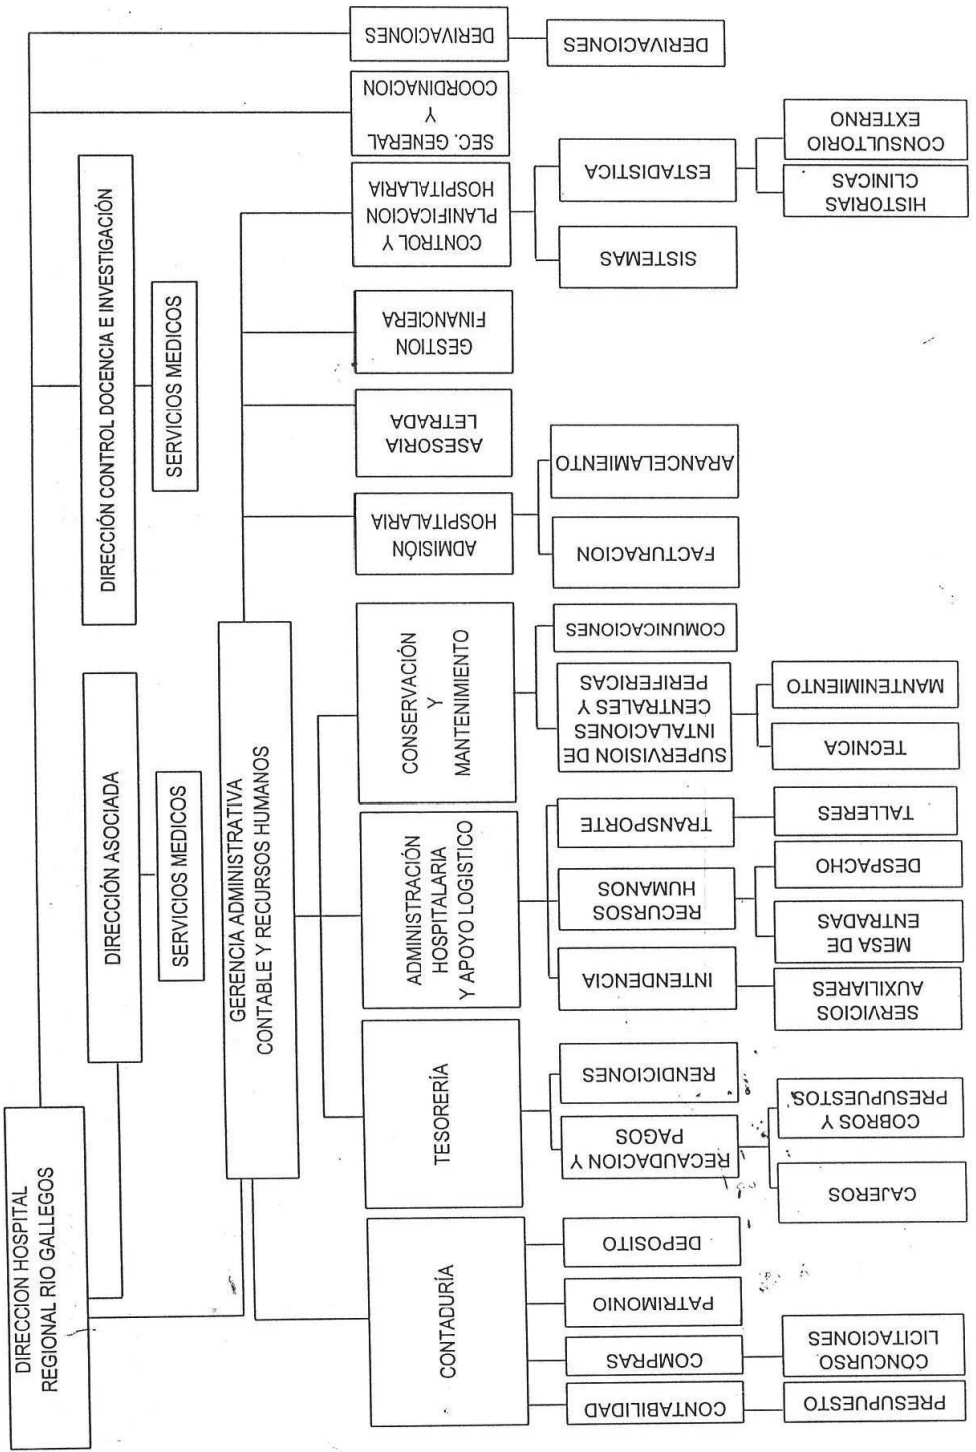 DIRECCION HOSPITAL
REGIONAL RIO GALLEGOS
DIRECCIÓN ASOCIADA
SERVICIOS MEDICOS
DIRECCIÓN CONTROL DOCENCIA E INVESTIGACIÓN
SERVICIOS MEDICOS
GERENCIA ADMINISTRATIVA
CONTABLE Y RECURSOS HUMANOS
CONTADURÍA
TESORERÍA
ADMINISTRACIÓN
HOSPITALARIA
Y APOYO LOGISTICO
CONSERVACIÓN
Y
MANTENIMIENTO
ADMISIÓN
HOSPITALARIA
ASESORIA
LETRADA
GESTION
FINANCIERA
CONTROL Y
PLANIFICACION
HOSPITALARIA
SEC. GENERAL
Y
COORDINACION
DERIVACIONES
CONTABILIDAD
COMPRAS
PATRIMONIO
DEPOSITO
RECAUDACION Y
PAGOS
RENDICIONES
INTENDENCIA
RECURSOS
HUMANOS
TRANSPORTE
SUPERVISION DE
INTALACIONES
CENTRALES Y
PERIFERICAS
COMUNICACIONES
FACTURACION
ARANCELAMIENTO
SISTEMAS
ESTADISTICA
DERIVACIONES
PRESUPUESTO
CONCURSO
LICITACIONES
CAJEROS
COBROS Y
PRESUPUESTOS
SERVICIOS
AUXILIARES
MESA DE
ENTRADAS
DESPACHO
TALLERES
TECNICA
MANTENIMIENTO
HISTORIAS
CLINICAS
CONSULTORIO
EXTERNO